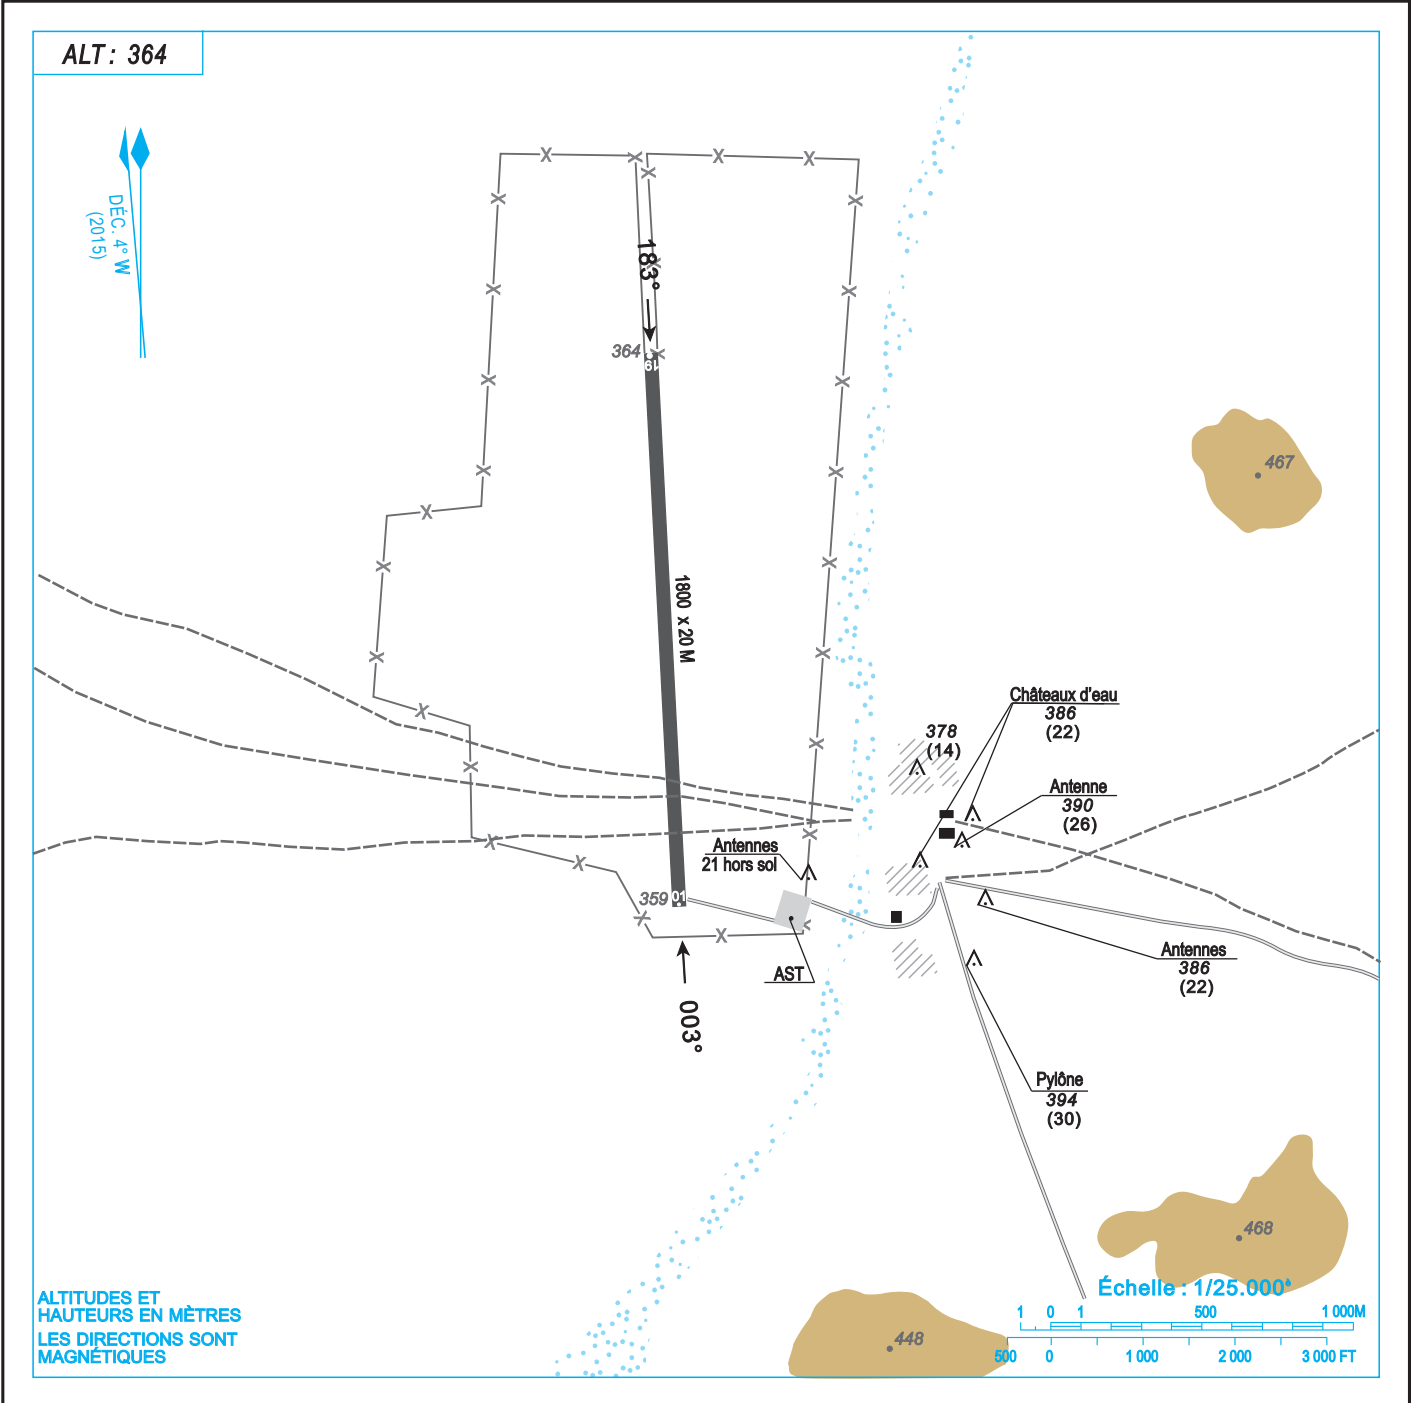 ALT : 364
DÉC. 4° W
(2015)
183°
364
19
467
1800 x 20 M
Châteaux d'eau
386
(22)
378
(14)
Antenne
390
(26)
Antennes
21 hors sol
359
01
Antennes
386
(22)
AST
003°
Pylône
394
(30)
468
448
ALTITUDES ET
HAUTEURS EN MÈTRES
LES DIRECTIONS SONT
MAGNÉTIQUES
Échelle : 1/25.000
1 0 1 500 1 000M
500 0 1 000 2 000 3 000 FT